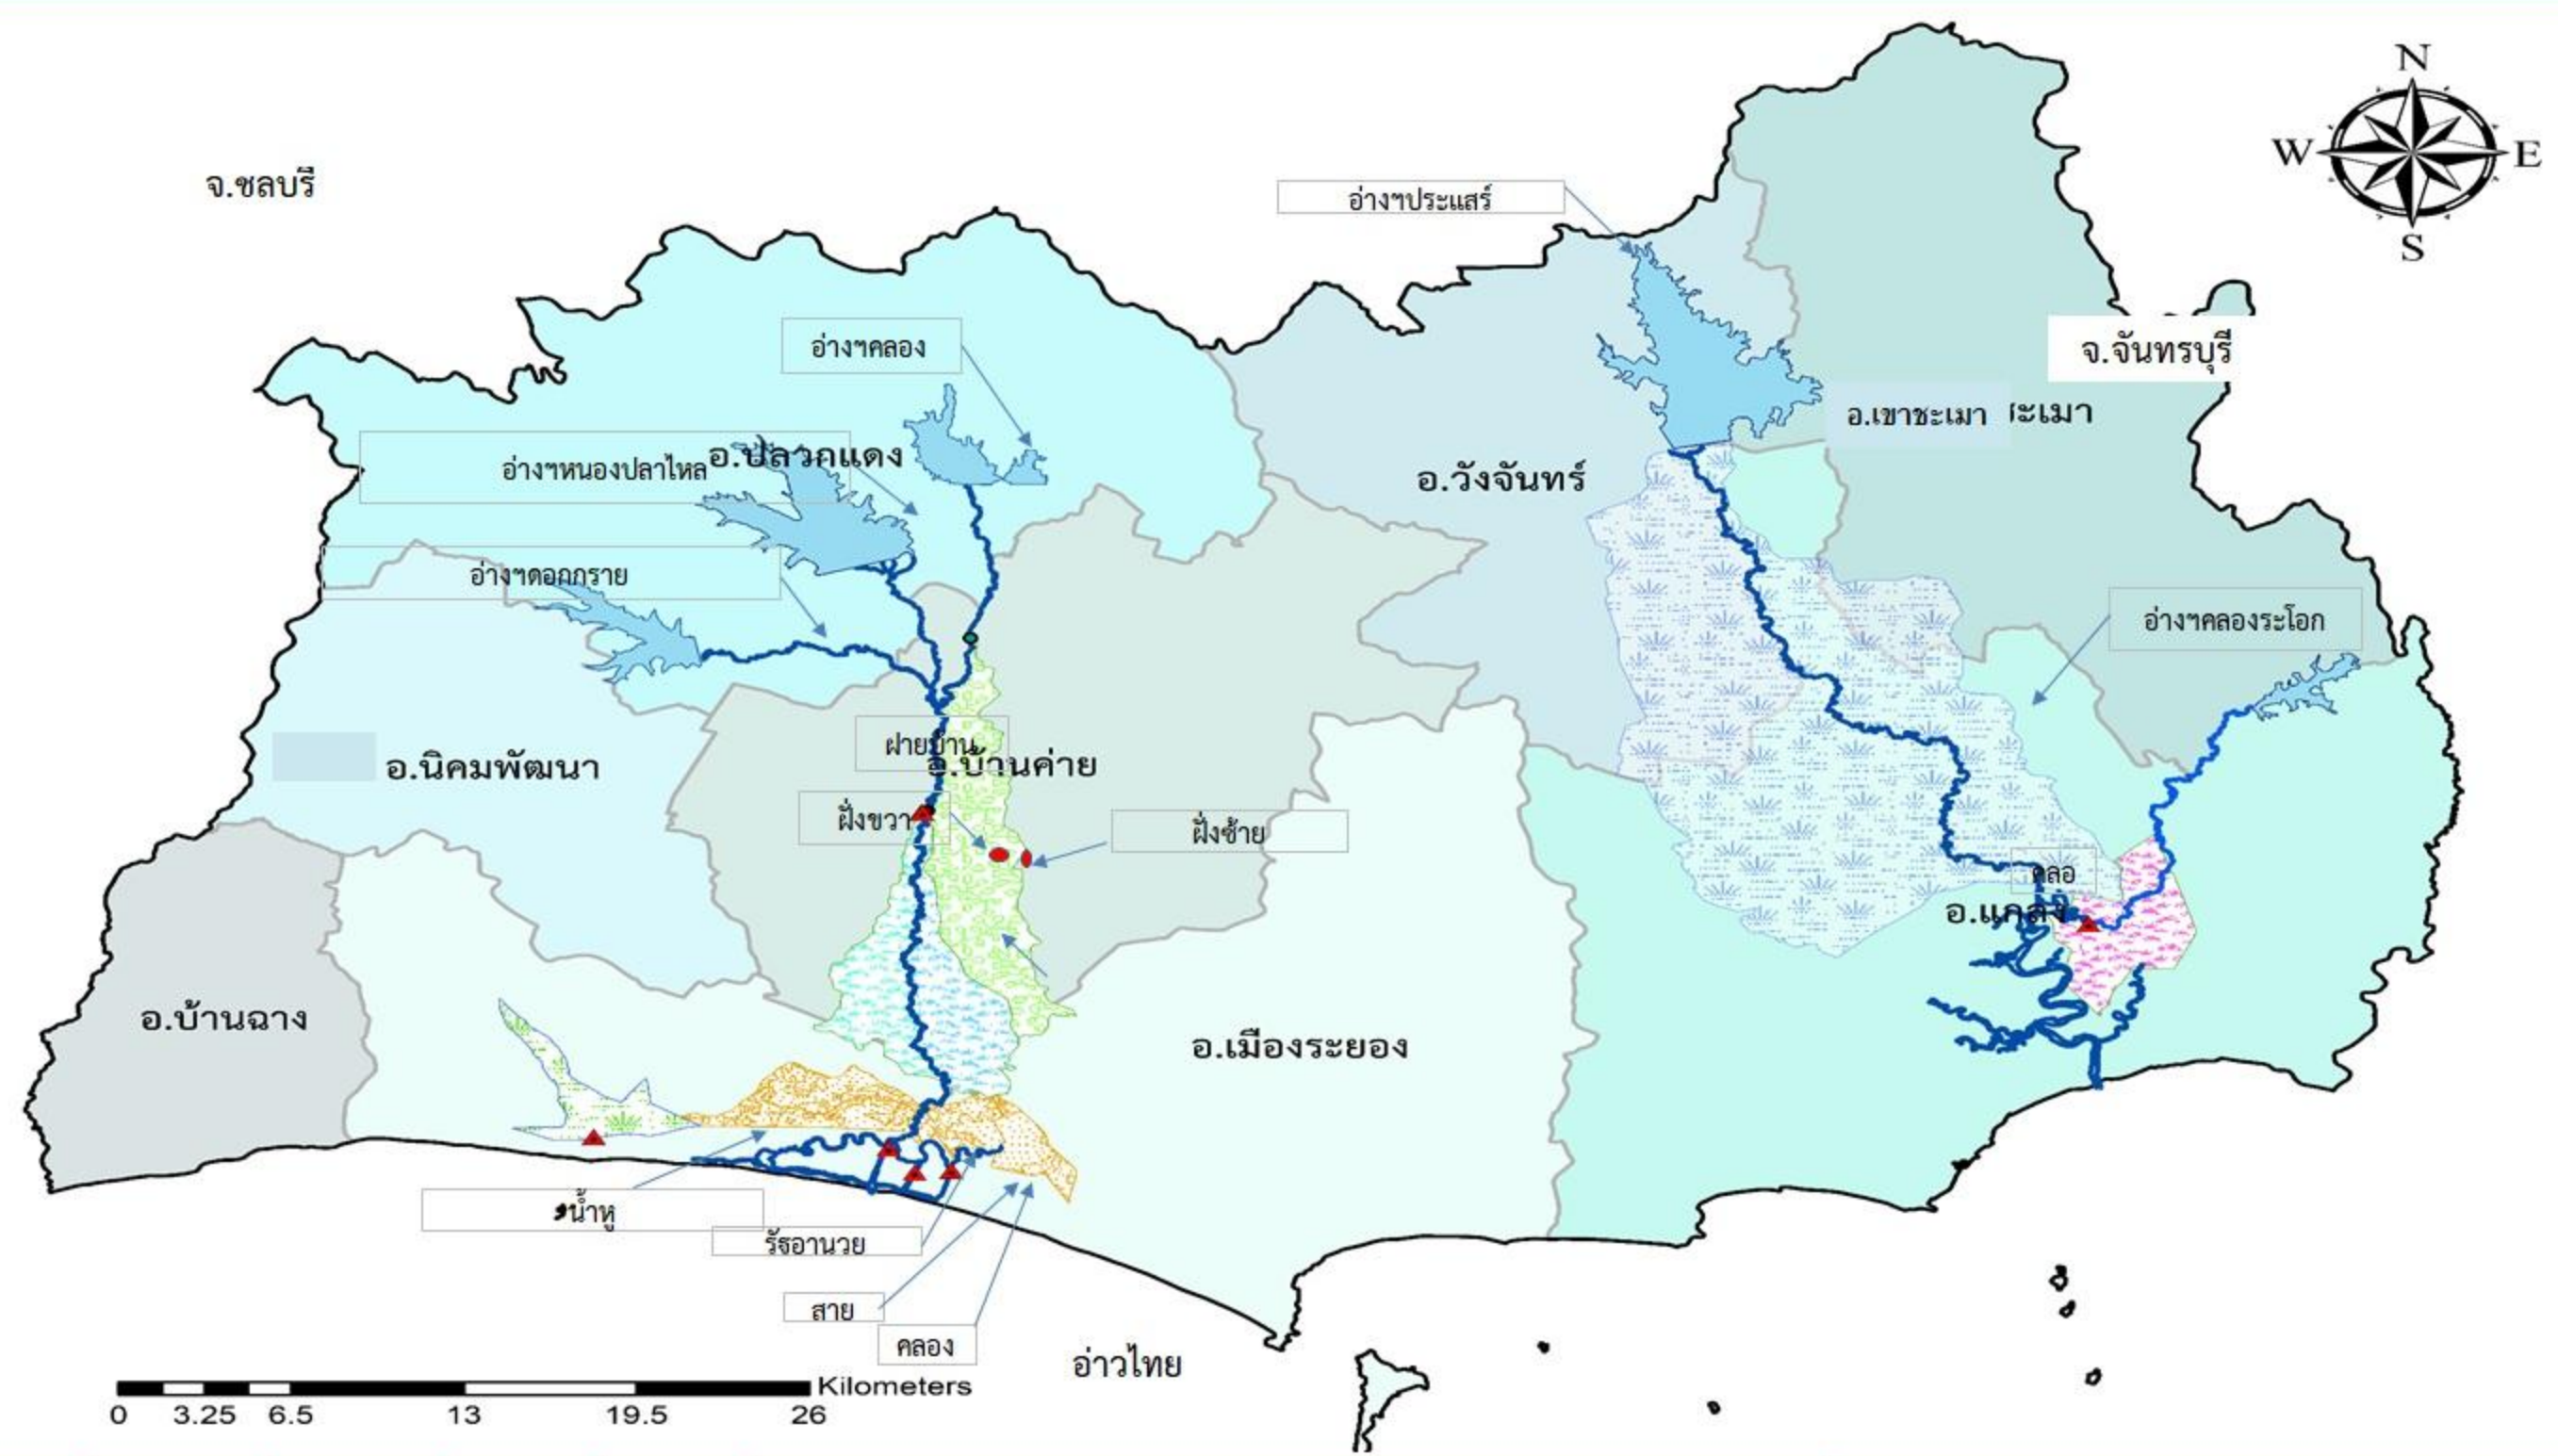 N
จ.ชลบุรี
W
E
อ่างฯประแสร์
S
อ่างฯคลอง
จ.จันทรบุรี
อ.เขาชะเมา
ชะเมา
อ.ปลวกแดง
อ่างฯหนองปลาไหล
อ.วังจันทร์
อ่างฯดอกกราย
อ่างฯคลองระโอก
ฝายบ้าน
อ.บ้านค่าย
อ.นิคมพัฒนา
ฝั่งขวา
ฝั่งซ้าย
คลอ
อ.แกลง
อ.บ้านฉาง
อ.เมืองระยอง
น้ำหู
รัฐอานวย
สาย
คลอง
อ่าวไทย
Kilometers
0 3.25 6.5 13 19.5 26